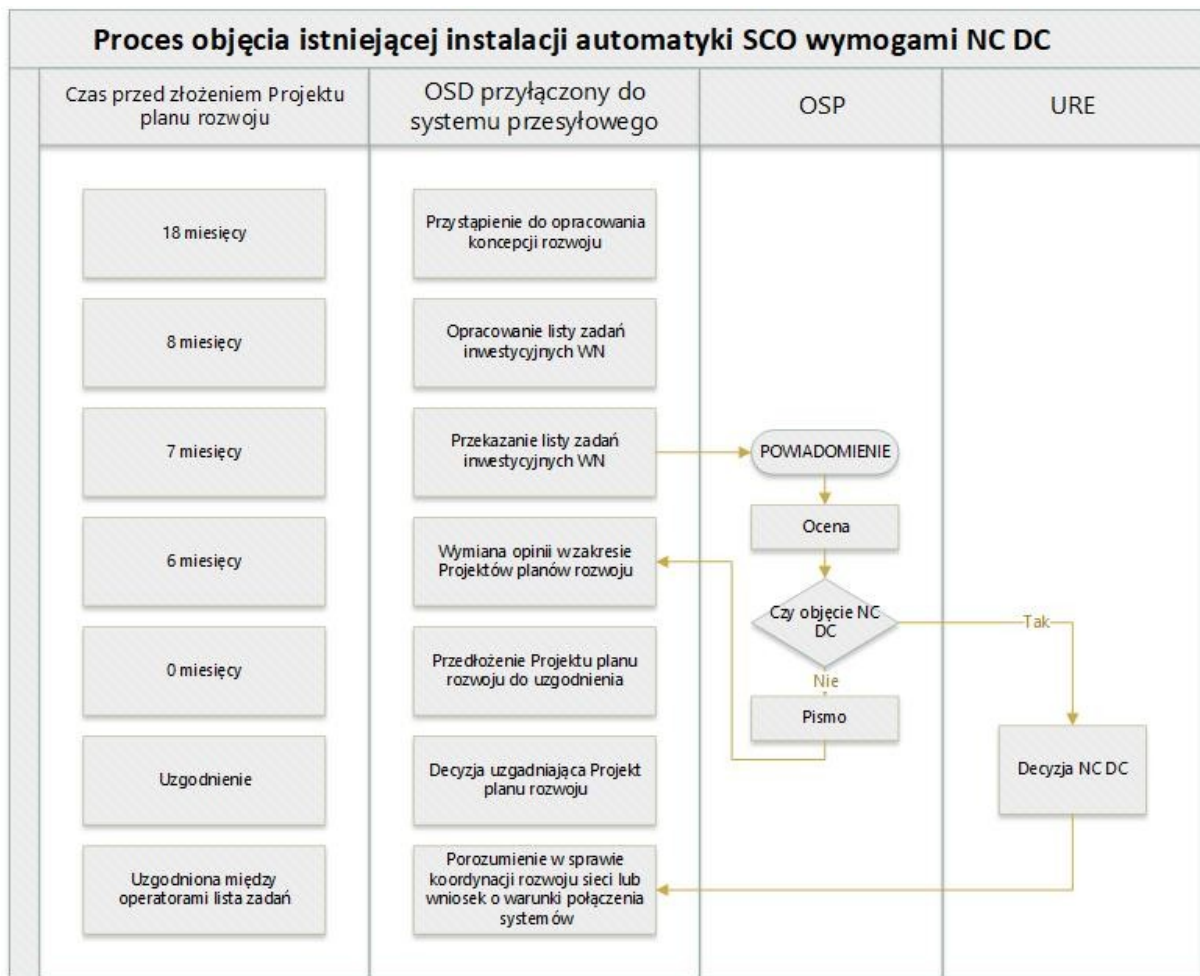 Proces objęcia istniejącej instalacji automatyki SCO wymogami NC DC
Czas przed złożeniem Projektu
planu rozwoju
OSD przyłączony do
systemu przesyłowego
OSP
URE
18 miesięcy
Przystąpienie do opracowania
koncepcji rozwoju
8 miesięcy
Opracowanie listy zadań
inwestycyjnych WN
7 miesięcy
Przekazanie listy zadań
inwestycyjnych WN
POWIADOMIENIE
Ocena
6 miesięcy
Wymiana opinii w zakresie
Projektów planów rozwoju
Czy objęcie NC
DC
Tak
Nie
0 miesięcy
Przedłożenie Projektu planu
rozwoju do uzgodnienia
Pismo
Uzgodnienie
Decyzja uzgadniająca Projekt
planu rozwoju
Decyzja NC DC
Uzgodniona między
operatorami lista zadań
Porozumienie w sprawie
koordynacji rozwoju sieci lub
wniosek o warunki połączenia
systemów